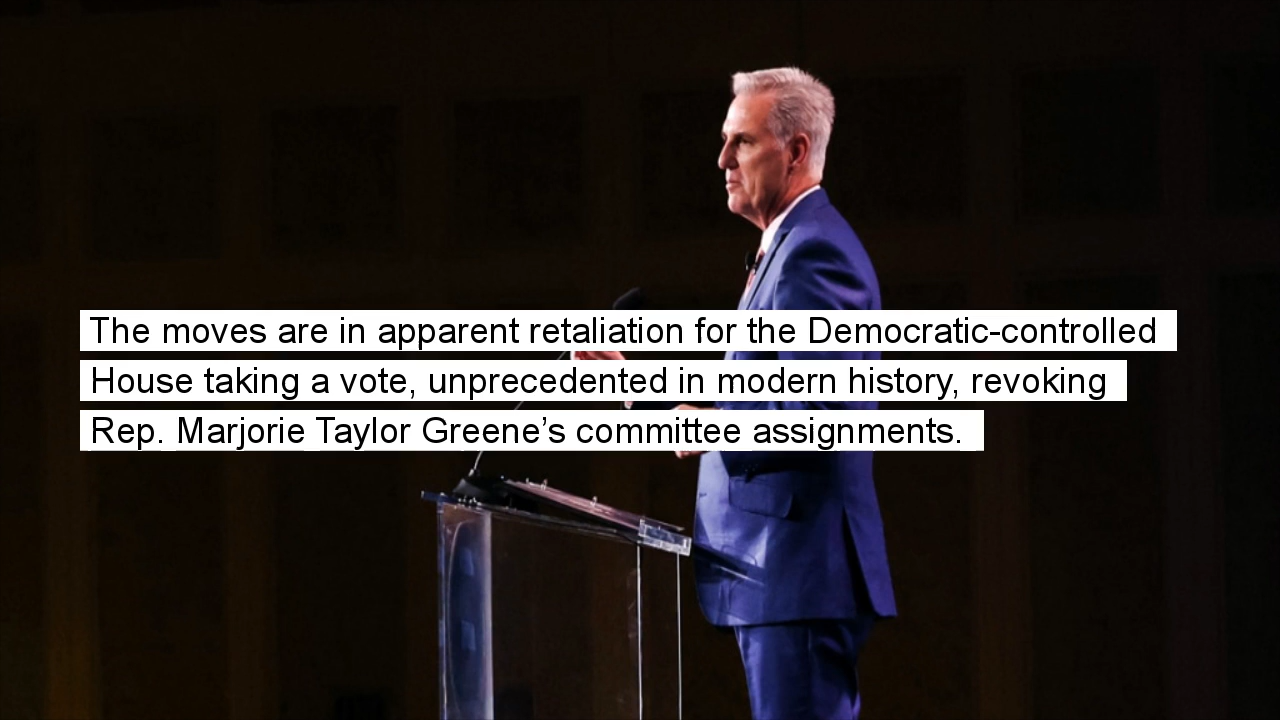 The moves are in apparent retaliation for the Democratic-controlled
House taking a vote, unprecedented in modern history, revoking
Rep. Marjorie Taylor Greene’s committee assignments.